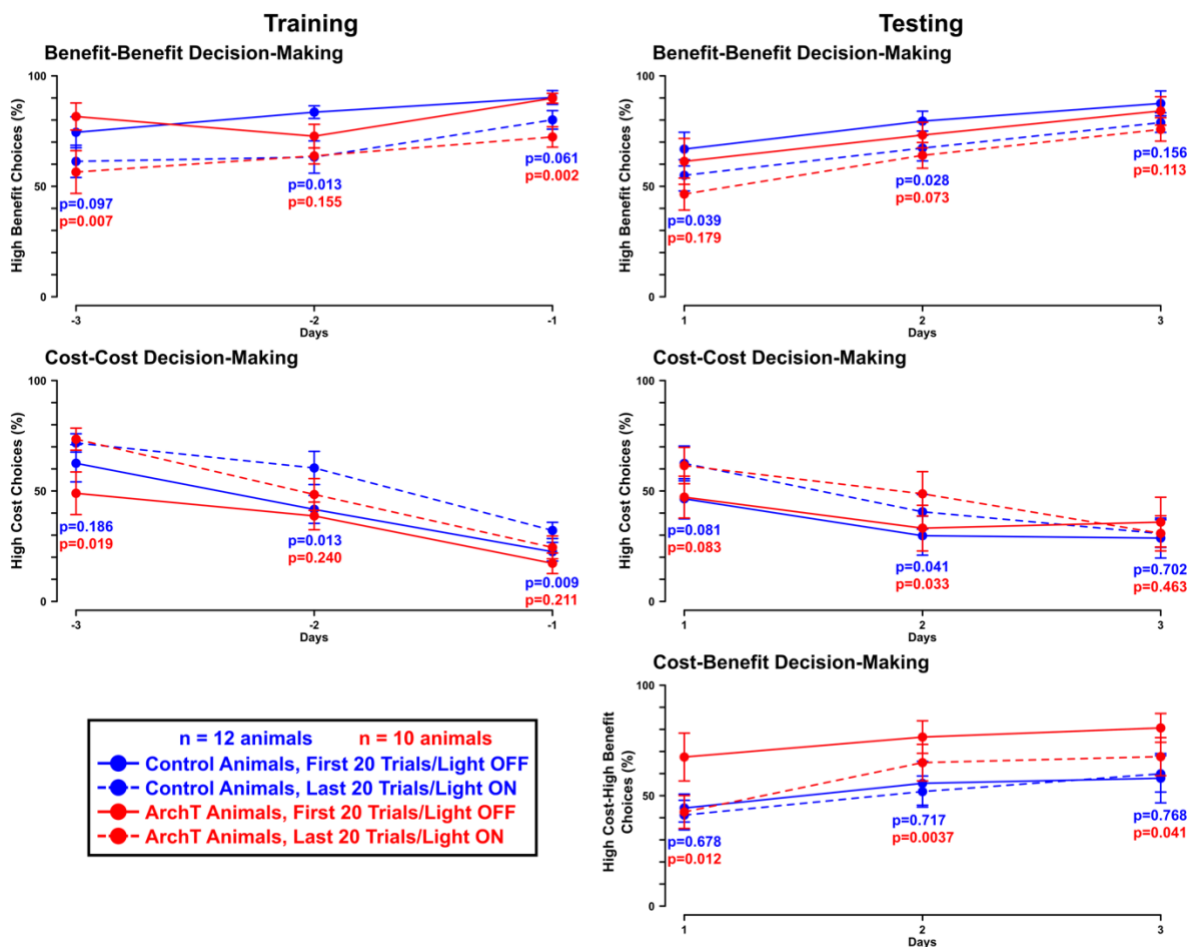 Training
Benefit-Benefit Decision-Making
High Benefit Choices (%)
100
50
0
p=0.097
p=0.007
p=0.013
p=0.155
p=0.061
p=0.002
-3
-2
-1
Days
Cost-Cost Decision-Making
High Cost Choices (%)
100
50
0
p=0.186
p=0.019
p=0.013
p=0.240
p=0.009
p=0.211
-3
-2
-1
Days
n = 12 animals n = 10 animals
Control Animals, First 20 Trials/Light OFF
Control Animals, Last 20 Trials/Light ON
ArchT Animals, First 20 Trials/Light OFF
ArchT Animals, Last 20 Trials/Light ON
Testing
Benefit-Benefit Decision-Making
High Benefit Choices (%)
100
50
0
p=0.039
p=0.179
p=0.028
p=0.073
p=0.156
p=0.113
1
2
3
Days
Cost-Cost Decision-Making
High Cost Choices (%)
100
50
0
p=0.081
p=0.083
p=0.041
p=0.033
p=0.702
p=0.463
1
2
3
Days
Cost-Benefit Decision-Making
High Cost-High Benefit
Choices (%)
100
50
0
p=0.678
p=0.012
p=0.717
p=0.0037
p=0.768
p=0.041
1
2
3
Days